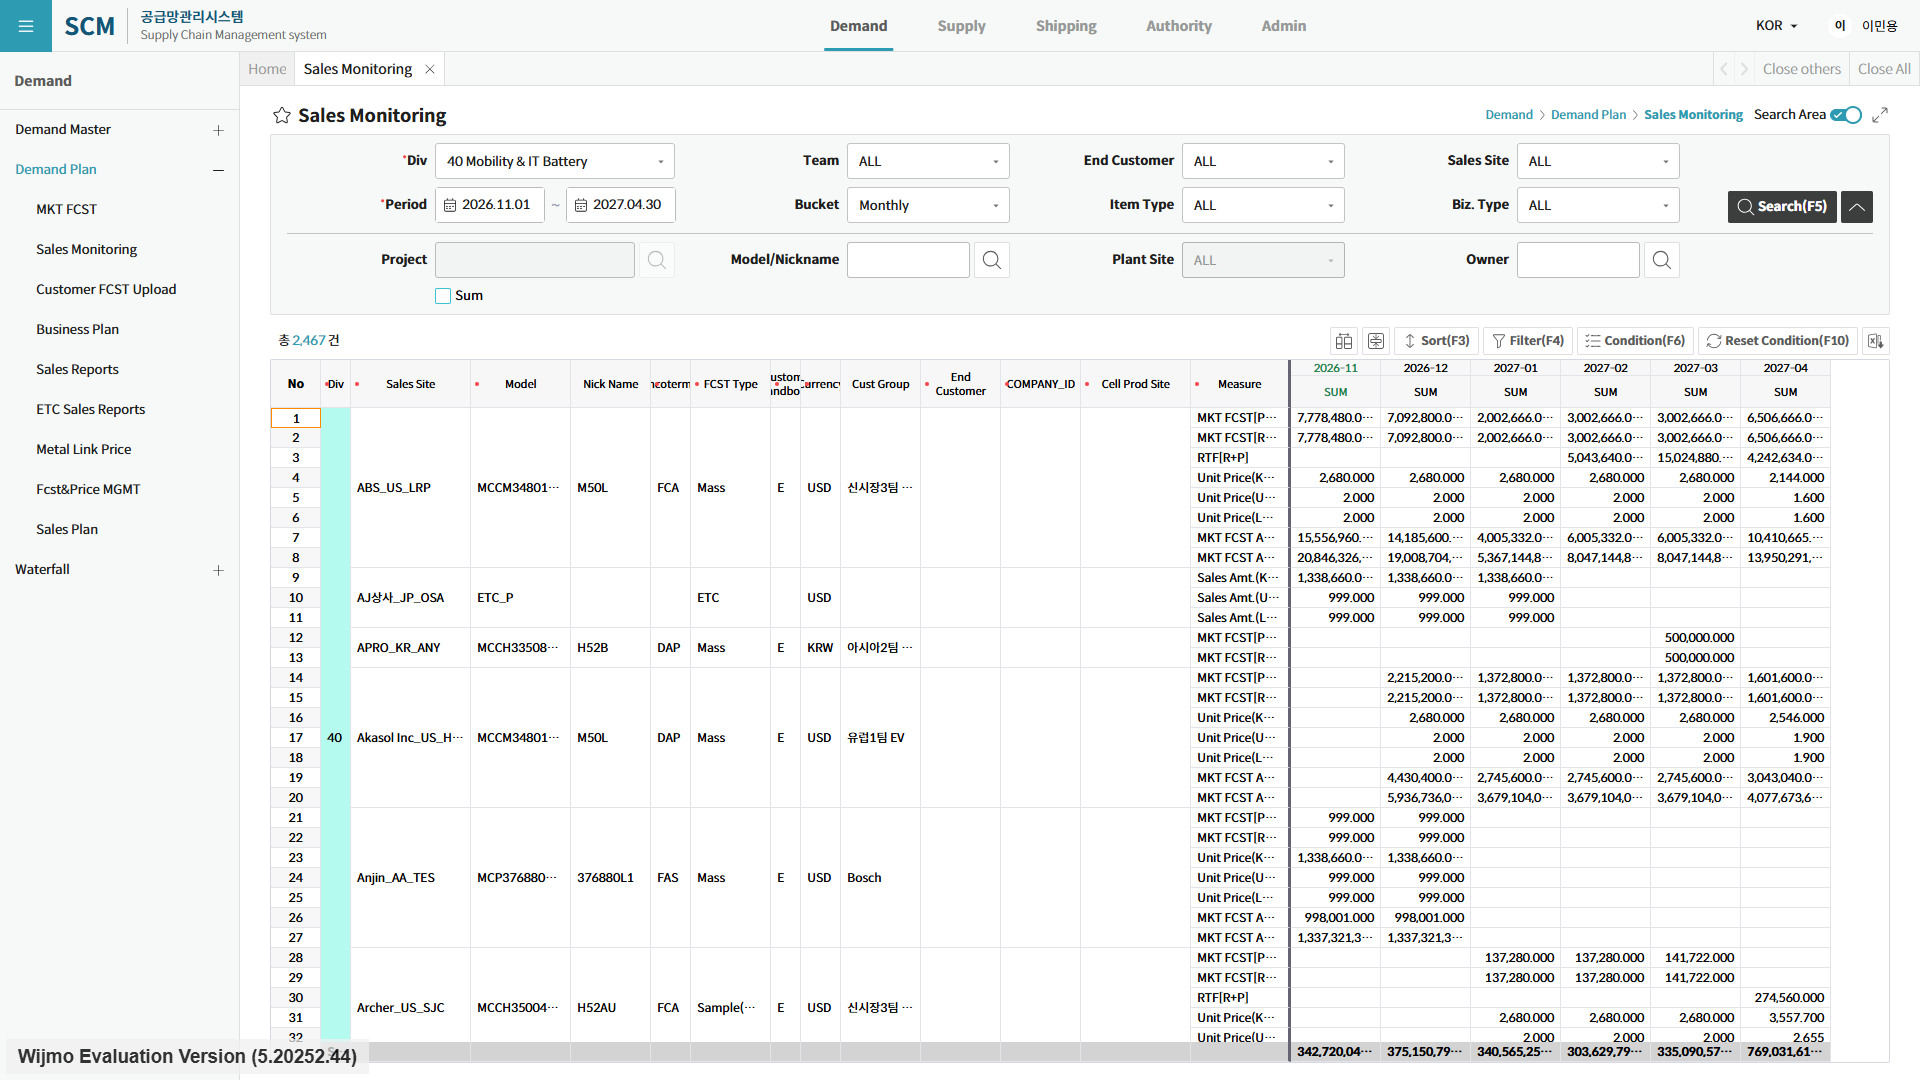 SCM
공급망관리시스템
Supply Chain Management system
Demand Supply Shipping Authority Admin
KOR
이 이민용
Demand
Demand Master
Demand Plan
MKT FCST
Sales Monitoring
Customer FCST Upload
Business Plan
Sales Reports
ETC Sales Reports
Metal Link Price
Fcst&Price MGMT
Sales Plan
Waterfall
Home Sales Monitoring Close others Close All
Sales Monitoring
Demand > Demand Plan > Sales Monitoring Search Area
*Div 40 Mobility & IT Battery Team ALL End Customer ALL Sales Site ALL
*Period 2026.11.01 ~ 2027.04.30 Bucket Monthly Item Type ALL Biz. Type ALL Search(F5)
Project Model/Nickname Plant Site ALL Owner
Sum
총 2,467 건
Sort(F3) Filter(F4) Condition(F6) Reset Condition(F10)
No Div Sales Site Model Nick Name FCST Type Cust Group End Customer COMPANY_ID Cell Prod Site Measure
2026-11 2026-12 2027-01 2027-02 2027-03 2027-04
SUM SUM SUM SUM SUM SUM
1 MKT FCST[P··· 7,778,480.0··· 7,092,800.0··· 2,002,666.0··· 3,002,666.0··· 3,002,666.0··· 6,506,666.0···
2 MKT FCST[R··· 7,778,480.0··· 7,092,800.0··· 2,002,666.0··· 3,002,666.0··· 3,002,666.0··· 6,506,666.0···
3 RTF[R+P] 5,043,640.0··· 15,024,880.··· 4,242,634.0···
4 Unit Price(K··· 2,680.000 2,680.000 2,680.000 2,680.000 2,680.000 2,144.000
ABS_US_LRP MCCM34801··· M50L FCA Mass E USD 신시장3팀 ···
5 Unit Price(U··· 2.000 2.000 2.000 2.000 2.000 1.600
6 Unit Price(L··· 2.000 2.000 2.000 2.000 2.000 1.600
7 MKT FCST A··· 15,556,960.··· 14,185,600.··· 4,005,332.0··· 6,005,332.0··· 6,005,332.0··· 10,410,665.···
8 MKT FCST A··· 20,846,326,··· 19,008,704,··· 5,367,144,8··· 8,047,144,8··· 8,047,144,8··· 13,950,291,···
9 Sales Amt.(K··· 1,338,660.0··· 1,338,660.0··· 1,338,660.0···
10 AJ상사_JP_OSA ETC_P ETC USD Sales Amt.(U··· 999.000 999.000 999.000
11 Sales Amt.(L··· 999.000 999.000 999.000
12 MKT FCST[P··· 500,000.000
APRO_KR_ANY MCCH33508··· H52B DAP Mass E KRW 아시아2팀 ···
13 MKT FCST[R··· 500,000.000
14 MKT FCST[P··· 2,215,200.0··· 1,372,800.0··· 1,372,800.0··· 1,372,800.0··· 1,601,600.0···
15 MKT FCST[R··· 2,215,200.0··· 1,372,800.0··· 1,372,800.0··· 1,372,800.0··· 1,601,600.0···
16 Unit Price(K··· 2,680.000 2,680.000 2,680.000 2,680.000 2,546.000
17 40 Akasol Inc_US_H··· MCCM34801··· M50L DAP Mass E USD 유럽1팀 EV Unit Price(U··· 2.000 2.000 2.000 2.000 1.900
18 Unit Price(L··· 2.000 2.000 2.000 2.000 1.900
19 MKT FCST A··· 4,430,400.0··· 2,745,600.0··· 2,745,600.0··· 2,745,600.0··· 3,043,040.0···
20 MKT FCST A··· 5,936,736,0··· 3,679,104,0··· 3,679,104,0··· 3,679,104,0··· 4,077,673,6···
21 MKT FCST[P··· 999.000 999.000
22 MKT FCST[R··· 999.000 999.000
23 Unit Price(K··· 1,338,660.0··· 1,338,660.0···
24 Anjin_AA_TES MCP376880··· 376880L1 FAS Mass E USD Bosch Unit Price(U··· 999.000 999.000
25 Unit Price(L··· 999.000 999.000
26 MKT FCST A··· 998,001.000 998,001.000
27 MKT FCST A··· 1,337,321,3··· 1,337,321,3···
28 MKT FCST[P··· 137,280.000 137,280.000 141,722.000
29 MKT FCST[R··· 137,280.000 137,280.000 141,722.000
30 RTF[R+P] 274,560.000
Archer_US_SJC MCCH35004··· H52AU FCA Sample(··· E USD 신시장3팀 ···
31 Unit Price(K··· 2,680.000 2,680.000 2,680.000 3,557.700
32 Unit Price(U··· 2.000 2.000 2.000 2.655
342,720,04··· 375,150,79··· 340,565,25··· 303,629,79··· 335,090,57··· 769,031,61···
Wijmo Evaluation Version (5.20252.44)